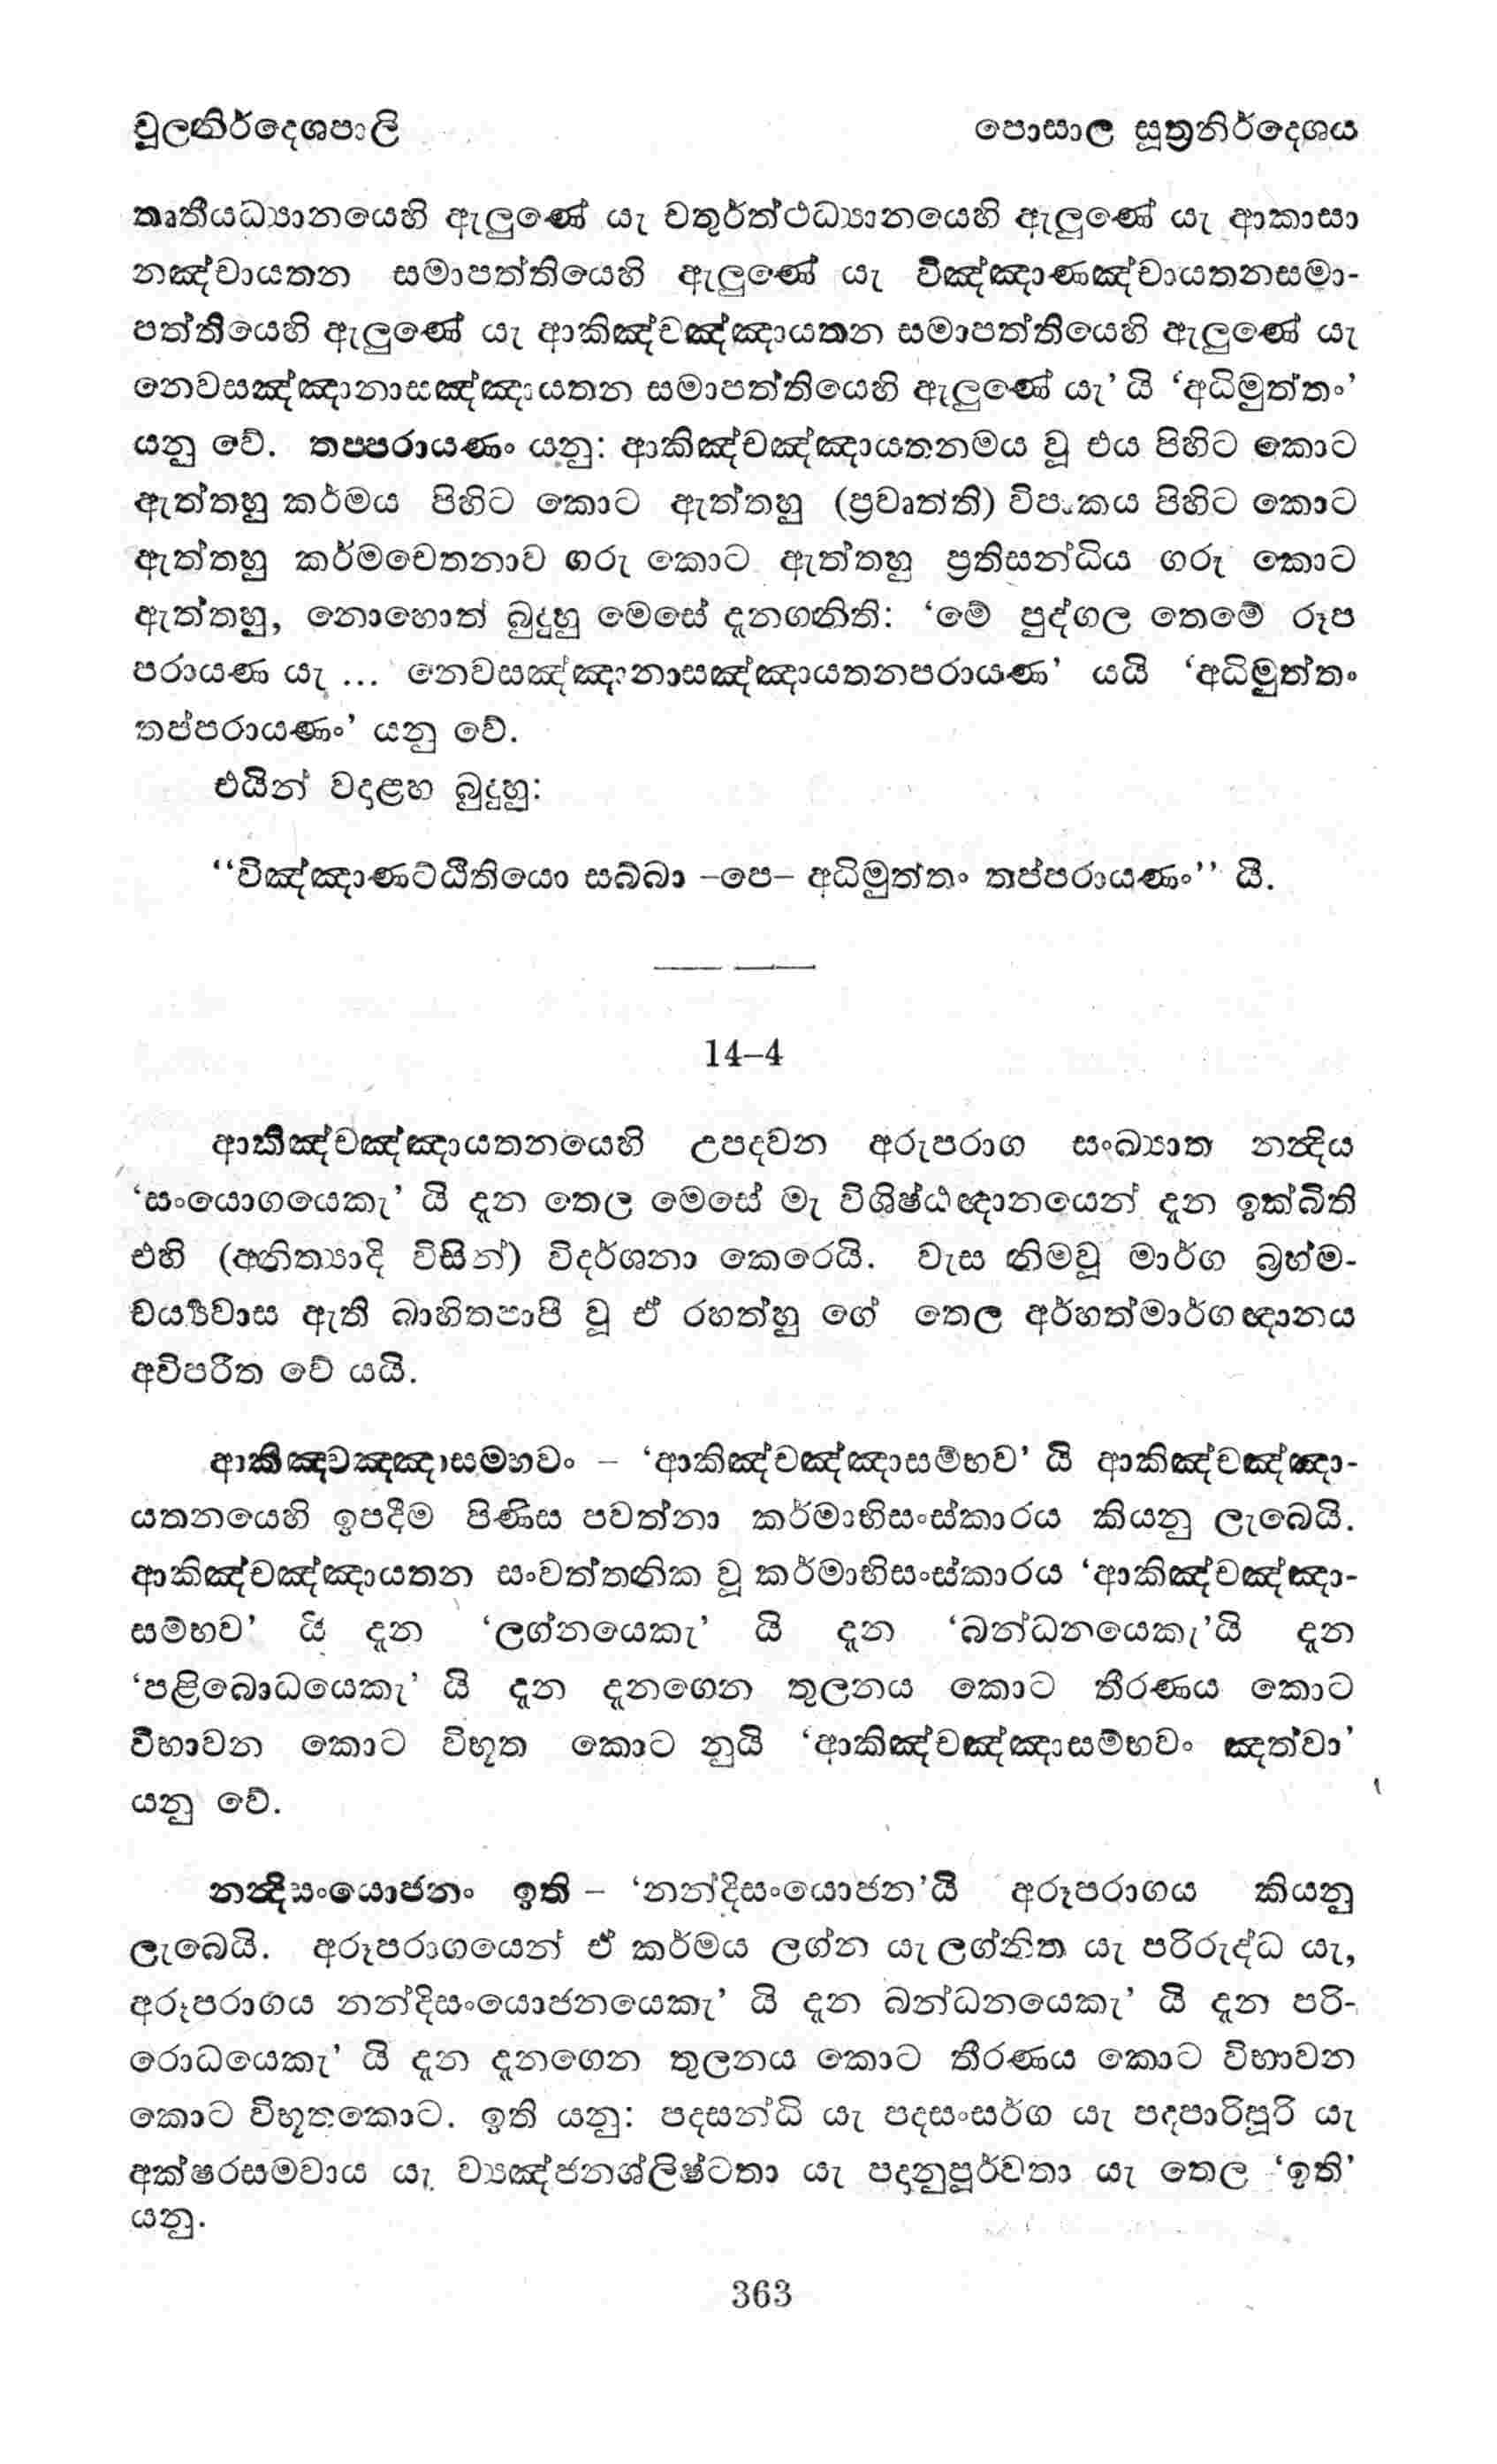 චූලනිර්දෙශපාලි
පොසාල සූත්‍රනිර්දෙශය
තෘතීයධ්‍යානයෙහි ඇලුණේ යැ චතුර්ත්ථධ්‍යානයෙහි ඇලුණේ යැ ආකාසා
නඤ්චායතන සමාපත්තියෙහි ඇලුණේ යැ විඤ්ඤාණඤ්චායතනසමා-
පත්තියෙහි ඇලුණේ යැ ආකිඤ්චඤ්ඤායතන සමාපත්තියෙහි ඇලුණේ යැ
නෙවසඤ්ඤානාසඤ්ඤායතන සමාපත්තියෙහි ඇලුණේ යැ’ යි ‘අධිමුත්තං’
යනු වේ. තප්පරායණං යනු: ආකිඤ්චඤ්ඤායතනමය වූ එය පිහිට කොට
ඇත්තහු කර්මය පිහිට කොට ඇත්තහු (ප්‍රවෘත්ති) විපාකය පිහිට කොට
ඇත්තහු කර්මචෙතනාව ගරු කොට ඇත්තහු ප්‍රතිසන්ධිය ගරු කොට
ඇත්තහු, නොහොත් බුදුහු මෙසේ දැනගනිති: ‘මේ පුද්ගල තෙමේ රූප
පරායණ යැ ... නෙවසඤ්ඤානාසඤ්ඤායතනපරායණ’ යයි ‘අධිමුත්තං
තප්පරායණං’ යනු වේ.
එයින් වදාළහ බුදුහු:
“විඤ්ඤාණට්ඨිතියො සබ්බා –පෙ– අධිමුත්තං තප්පරායණං” යි.
14–4
ආකිඤ්චඤ්ඤායතනයෙහි උපදවන අරුපරාග සංඛ්‍යාත නන්‍දිය
‘සංයොගයෙකැ’ යි දැන තෙල මෙසේ මැ විශිෂ්ඨඥානයෙන් දැන ඉක්බිති
එහි (අනිත්‍යාදි විසින්) විදර්ශනා කෙරෙයි. වැස නිමවූ මාර්ග බ්‍රහ්ම-
චර්‍ය්‍යවාස ඇති බාහිතපාපී වූ ඒ රහත්හු ගේ තෙල අර්හත්මාර්ගඥානය
අවිපරීත වේ යයි.
ආකිඤ්චඤ්ඤාසම්භවං – ‘ආකිඤ්චඤ්ඤාසම්භව’ යි ආකිඤ්චඤ්ඤා-
යතනයෙහි ඉපදීම පිණිස පවත්නා කර්මාභිසංස්කාරය කියනු ලැබෙයි.
ආකිඤ්චඤ්ඤායතන සංවත්තනික වූ කර්මාභිසංස්කාරය ‘ආකිඤ්චඤ්ඤා-
සම්භව’ යි දැන ‘ලග්නයෙකැ’ යි දැන ‘බන්ධනයෙකැ’යි දැන
‘පළිබොධයෙකැ’ යි දැන දැනගෙන තුලනය කොට තීරණය කොට
විභාවන කොට විභූත කොට නුයි ‘ආකිඤ්චඤ්ඤාසම්භවං ඤත්වා’
යනු වේ.
නන්‍දිසංයොජනං ඉති – ‘නන්දිසංයොජන’යි අරූපරාගය කියනු
ලැබෙයි. අරූපරාගයෙන් ඒ කර්මය ලග්න යැ ලග්නිත යැ පරිරුද්ධ යැ,
අරූපරාගය නන්දිසංයොජනයෙකැ’ යි දැන බන්ධනයෙකැ’ යි දැන පරි-
රොධයෙකැ’ යි දැන දැනගෙන තුලනය කොට තීරණය කොට විභාවන
කොට විභූතකොට. ඉති යනු: පදසන්ධි යැ පදසංසර්ග යැ පදපාරිපූරි යැ
අක්ෂරසමවාය යැ ව්‍යඤ්ජනශ්ලිෂ්ටතා යැ පදානුපූර්වතා යැ තෙල ‘ඉති’
යනු.
363